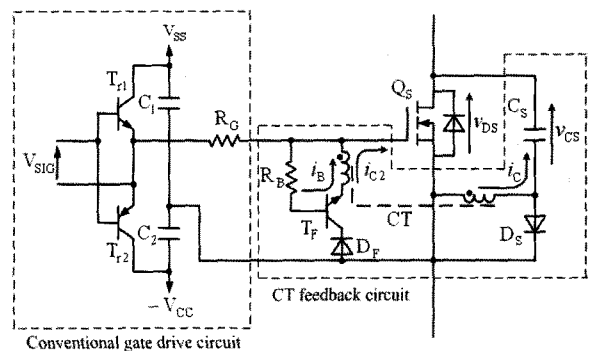 V_SS
T_r1
C_1
R_G
V_SIG
T_r2
C_2
− V_CC
Q_S
v_DS
C_S
v_CS
R_B
i_B
i_C2
i_C
CT
T_F
D_F
D_S
CT feedback circuit
Conventional gate drive circuit